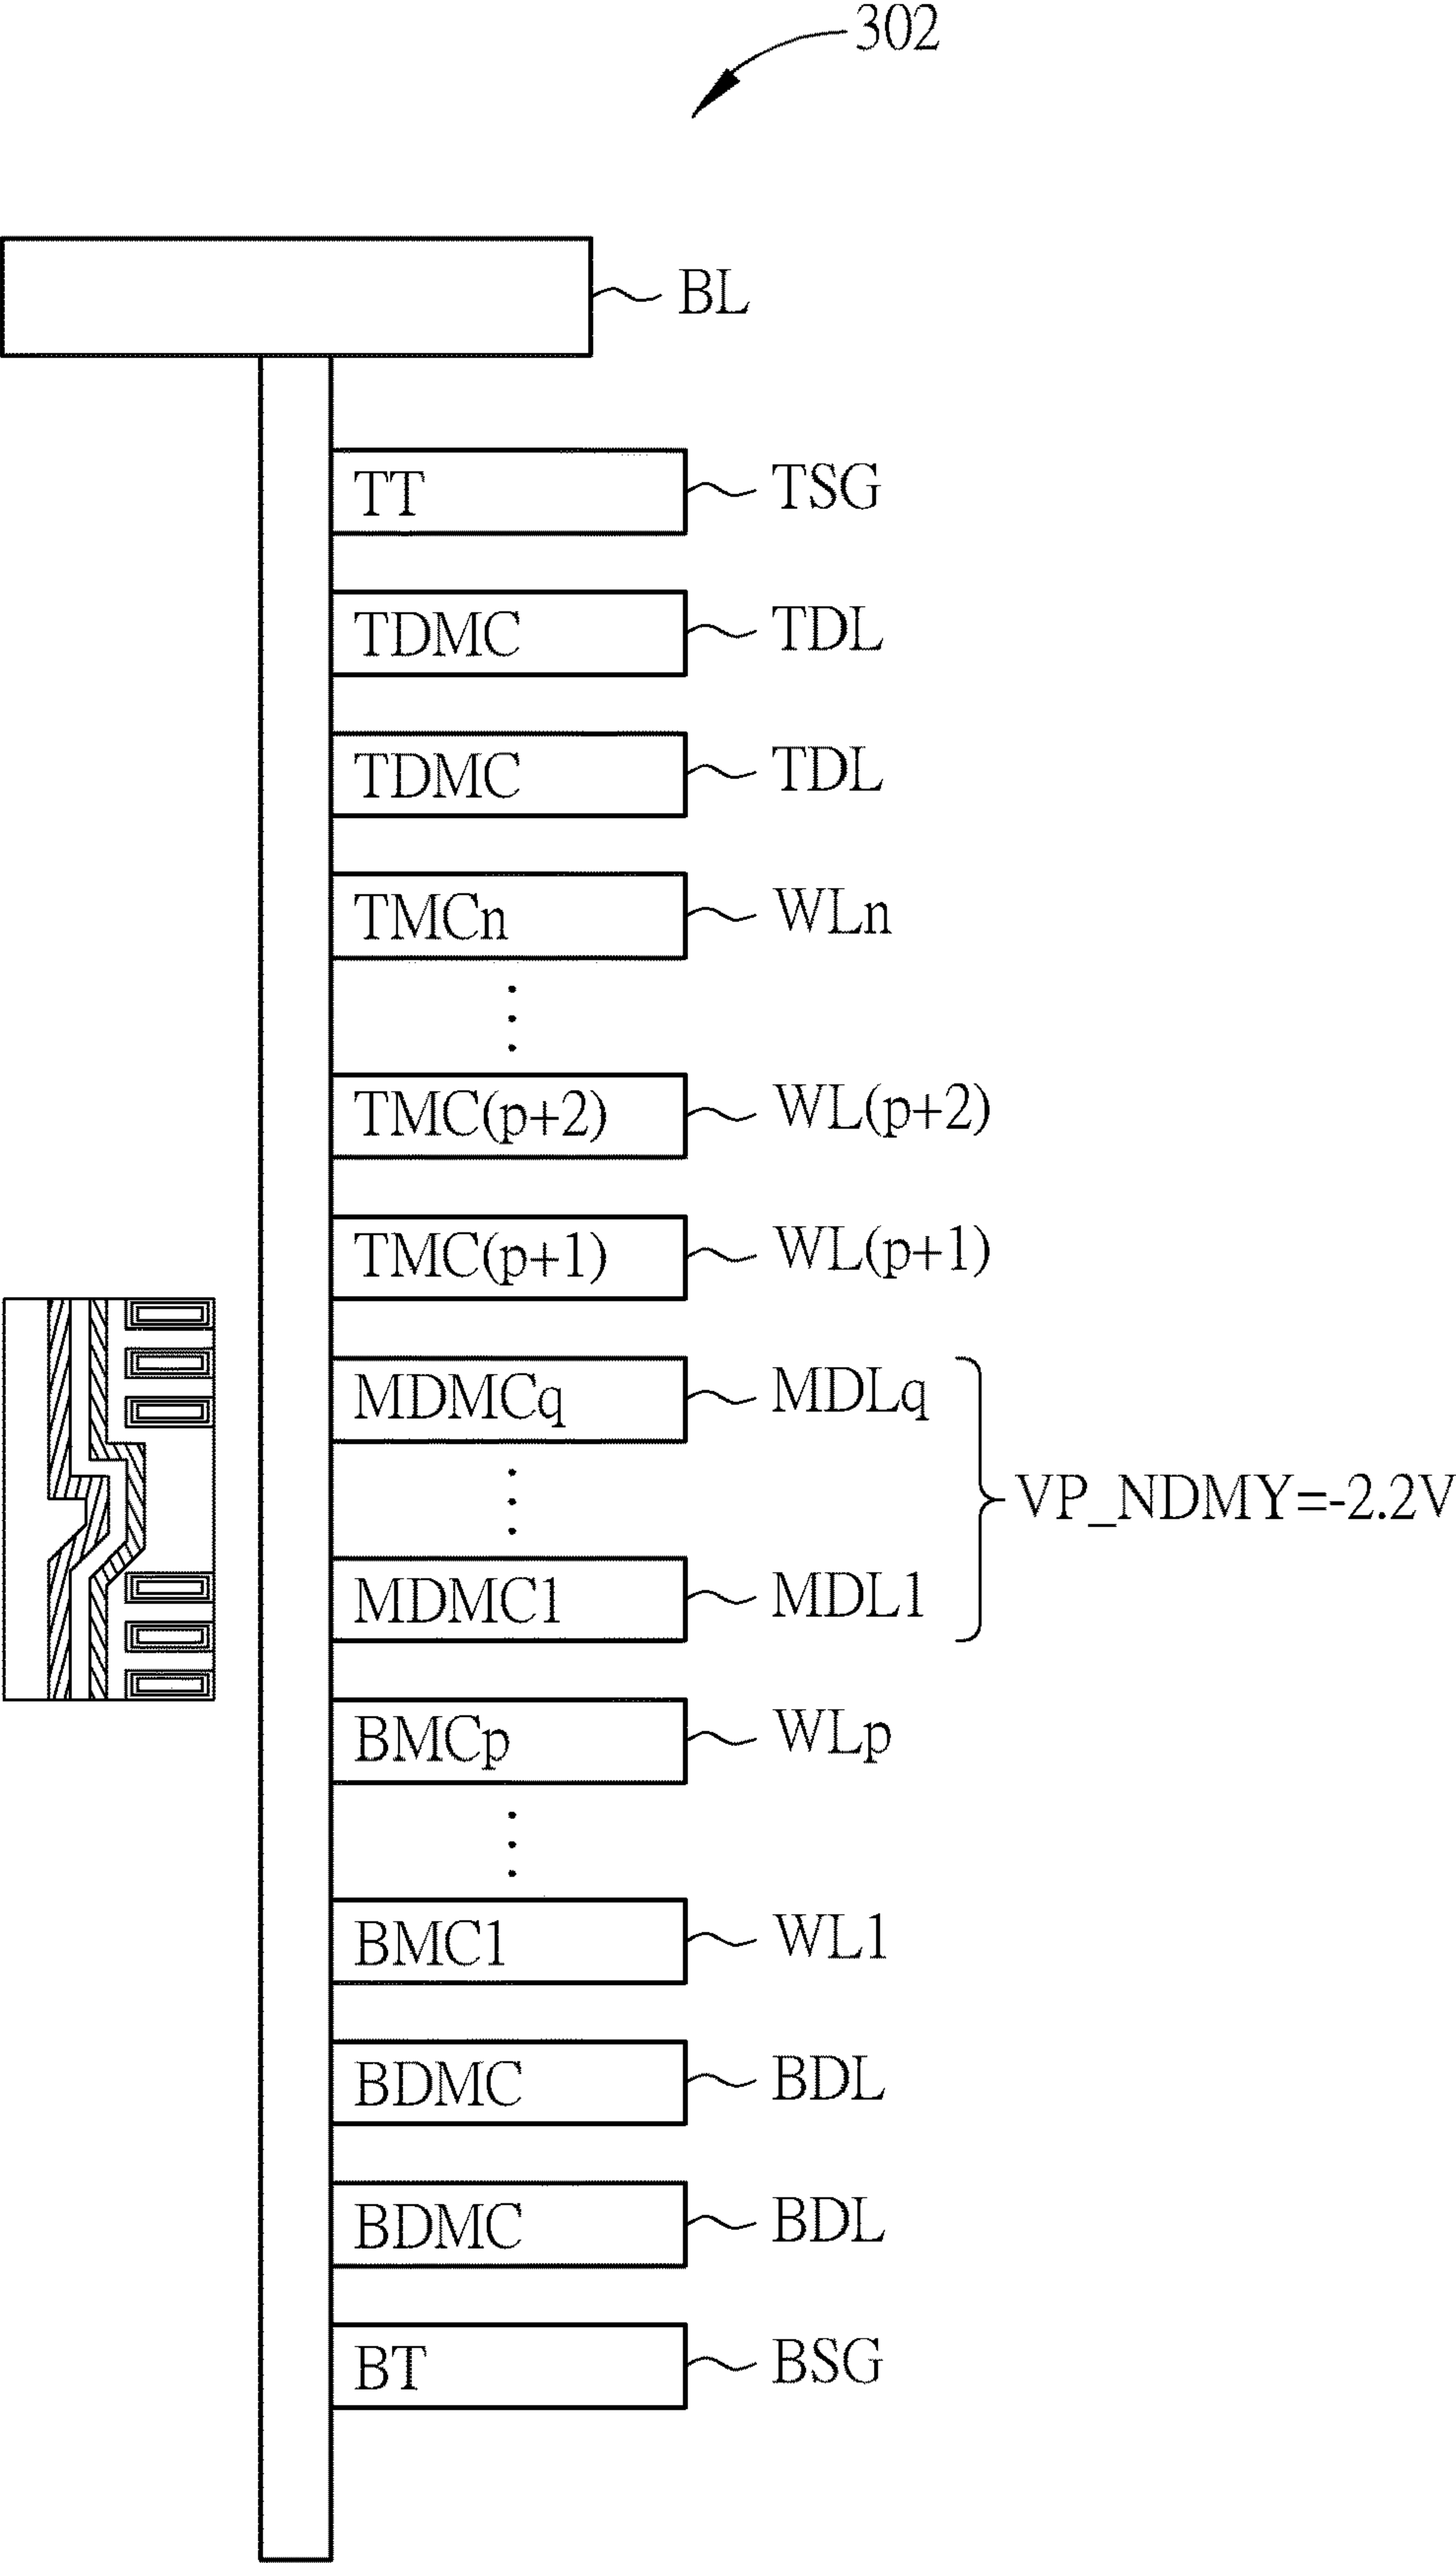 302
BL
TT TSG
TDMC TDL
TDMC TDL
TMCn WLn
TMC(p+2) WL(p+2)
TMC(p+1) WL(p+1)
MDMCq MDLq
VP_NDMY=-2.2V
MDMC1 MDL1
BMCp WLp
BMC1 WL1
BDMC BDL
BDMC BDL
BT BSG